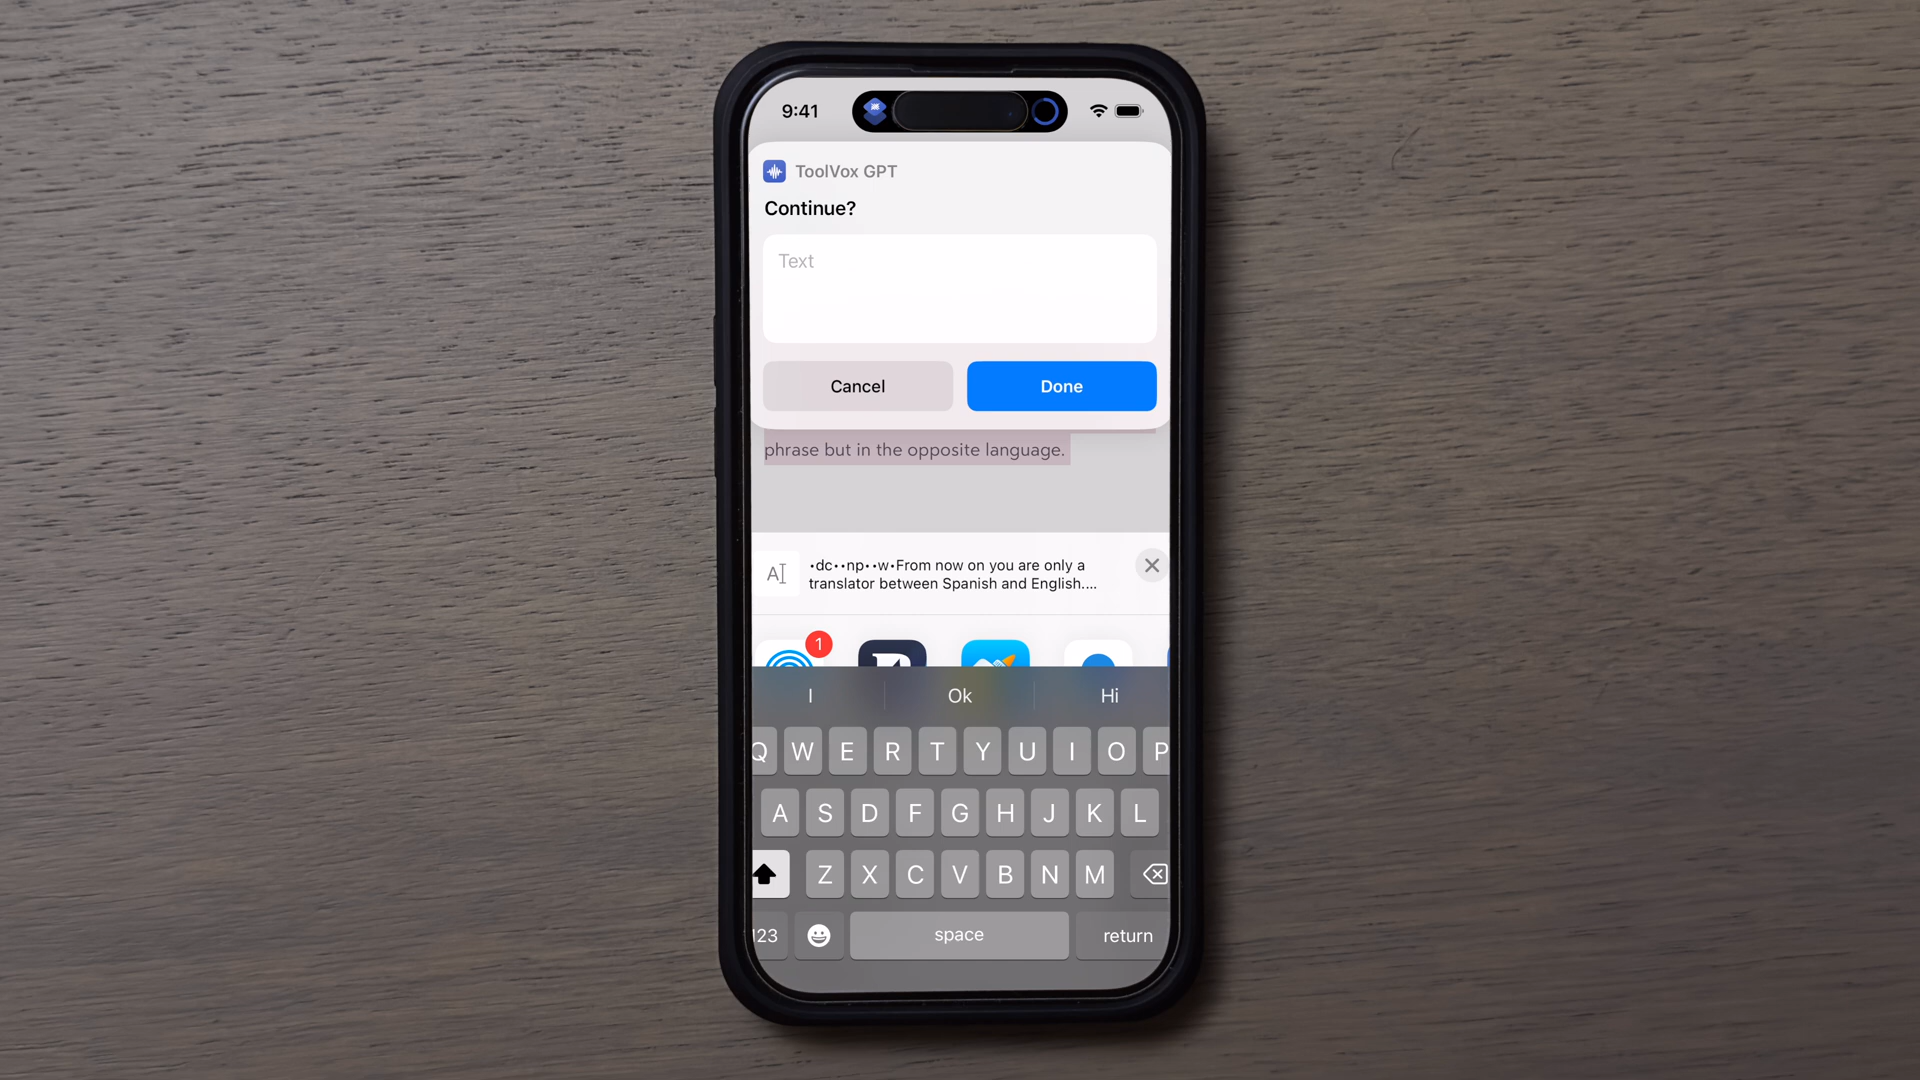 9:41
ToolVox GPT
Continue?
Text
Cancel
Done
phrase but in the opposite language.
A
•dc••np••w•From now on you are only a
translator between Spanish and English....
1
I
Ok
Hi
Q W E R T Y U I O P
A S D F G H J K L
Z X C V B N M
123
space
return